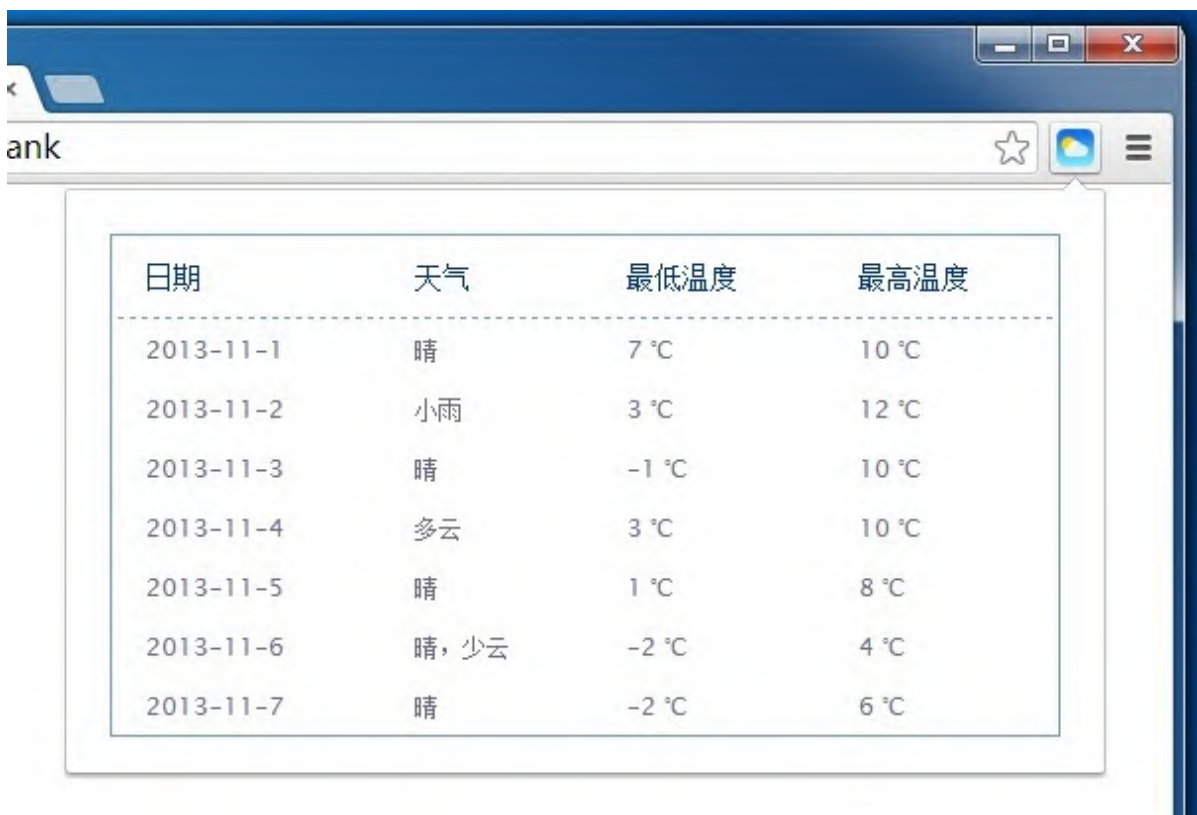 ank
日期 天气 最低温度 最高温度
2013-11-1 晴 7 ℃ 10 ℃
2013-11-2 小雨 3 ℃ 12 ℃
2013-11-3 晴 -1 ℃ 10 ℃
2013-11-4 多云 3 ℃ 10 ℃
2013-11-5 晴 1 ℃ 8 ℃
2013-11-6 晴，少云 -2 ℃ 4 ℃
2013-11-7 晴 -2 ℃ 6 ℃